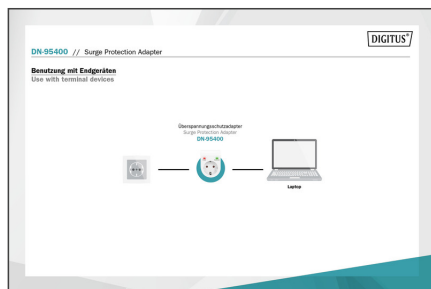 DIGITUS®
DN-95400 // Surge Protection Adapter
Benutzung mit Endgeräten
Use with terminal devices
Überspannungsschutzadapter
Surge Protection Adapter
DN-95400
Laptop